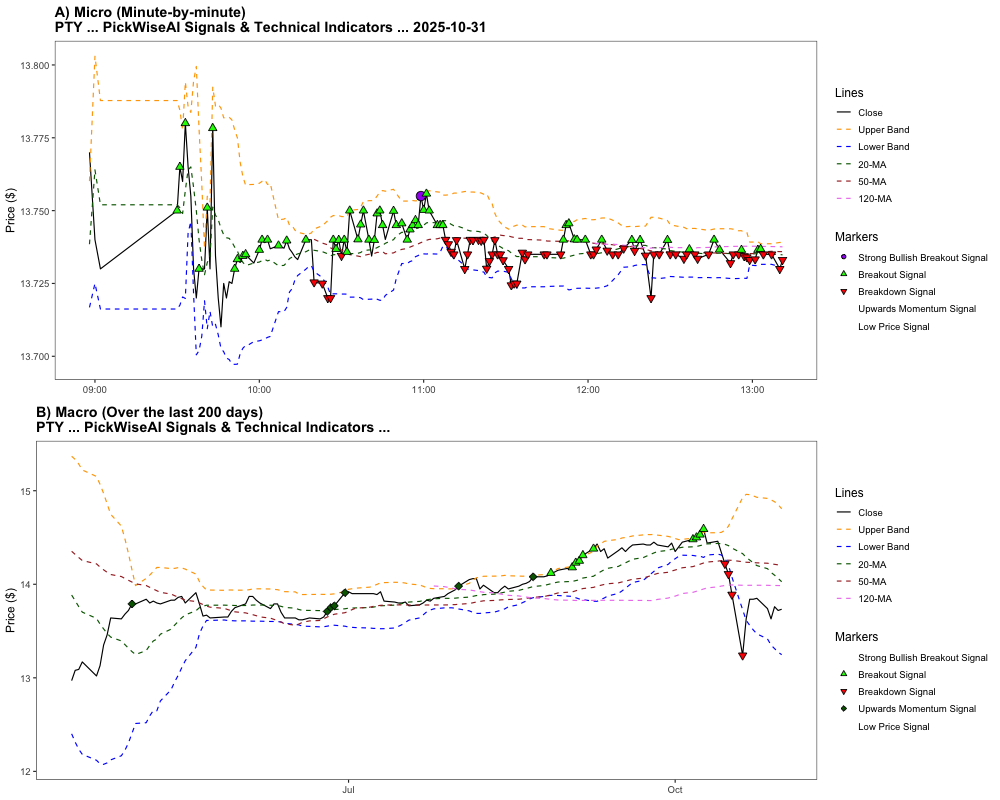 A) Micro (Minute-by-minute)
PTY ... PickWiseAI Signals & Technical Indicators ... 2025-10-31
Price ($)
13.800
13.775
13.750
13.725
13.700
09:00 10:00 11:00 12:00 13:00
Lines
Close
Upper Band
Lower Band
20-MA
50-MA
120-MA
Markers
Strong Bullish Breakout Signal
Breakout Signal
Breakdown Signal
Upwards Momentum Signal
Low Price Signal
B) Macro (Over the last 200 days)
PTY ... PickWiseAI Signals & Technical Indicators ...
Price ($)
15
14
13
12
Jul Oct
Lines
Close
Upper Band
Lower Band
20-MA
50-MA
120-MA
Markers
Strong Bullish Breakout Signal
Breakout Signal
Breakdown Signal
Upwards Momentum Signal
Low Price Signal